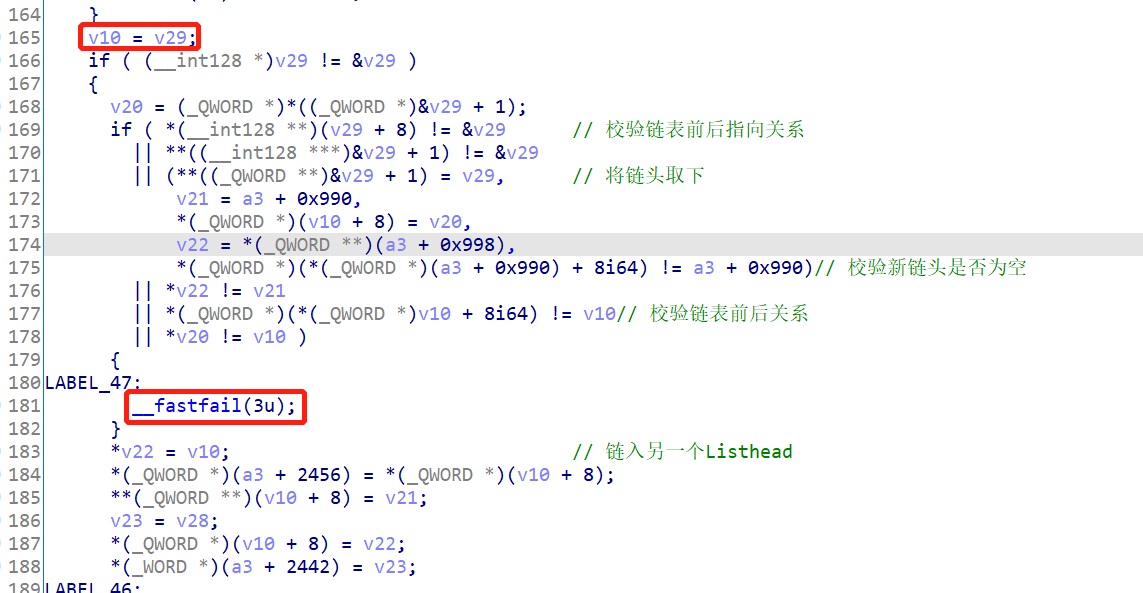 164 }
165 v10 = v29;
166 if ( (__int128 *)v29 != &v29 )
167 {
168 v20 = (_QWORD *)*((_QWORD *)&v29 + 1);
169 if ( *(__int128 **)(v29 + 8) != &v29 // 校验链表前后指向关系
170 || **((__int128 ***)&v29 + 1) != &v29
171 || (**((_QWORD **)&v29 + 1) = v29, // 将链头取下
172 v21 = a3 + 0x990,
173 *(_QWORD *)(v10 + 8) = v20,
174 v22 = *(_QWORD **)(a3 + 0x998),
175 *(_QWORD *)(*(_QWORD *)(a3 + 0x990) + 8i64) != a3 + 0x990)// 校验新链头是否为空
176 || *v22 != v21
177 || *(_QWORD *)(*(_QWORD *)v10 + 8i64) != v10// 校验链表前后关系
178 || *v20 != v10 )
179 {
180 LABEL_47:
181 __fastfail(3u);
182 }
183 *v22 = v10; // 链入另一个Listhead
184 *(_QWORD *)(a3 + 2456) = *(_QWORD *)(v10 + 8);
185 **(_QWORD **)(v10 + 8) = v21;
186 v23 = v28;
187 *(_QWORD *)(v10 + 8) = v22;
188 *(_WORD *)(a3 + 2442) = v23;
189 LABEL_46: